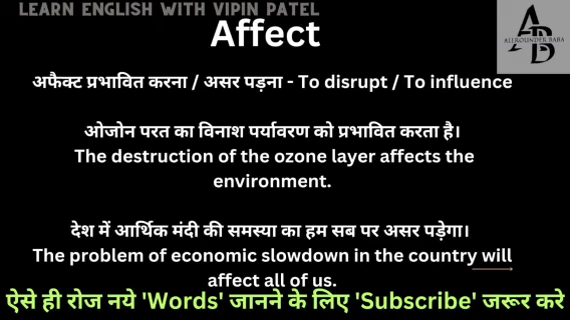 LEARN ENGLISH WITH VIPIN PATEL
Affect
AB
ALLROUNDER BABA
अफैक्ट प्रभावित करना / असर पड़ना - To disrupt / To influence
ओजोन परत का विनाश पर्यावरण को प्रभावित करता है।
The destruction of the ozone layer affects the
environment.
देश में आर्थिक मंदी की समस्या का हम सब पर असर पड़ेगा।
The problem of economic slowdown in the country will
affect all of us.
ऐसे ही रोज नये 'Words' जानने के लिए 'Subscribe' जरूर करे